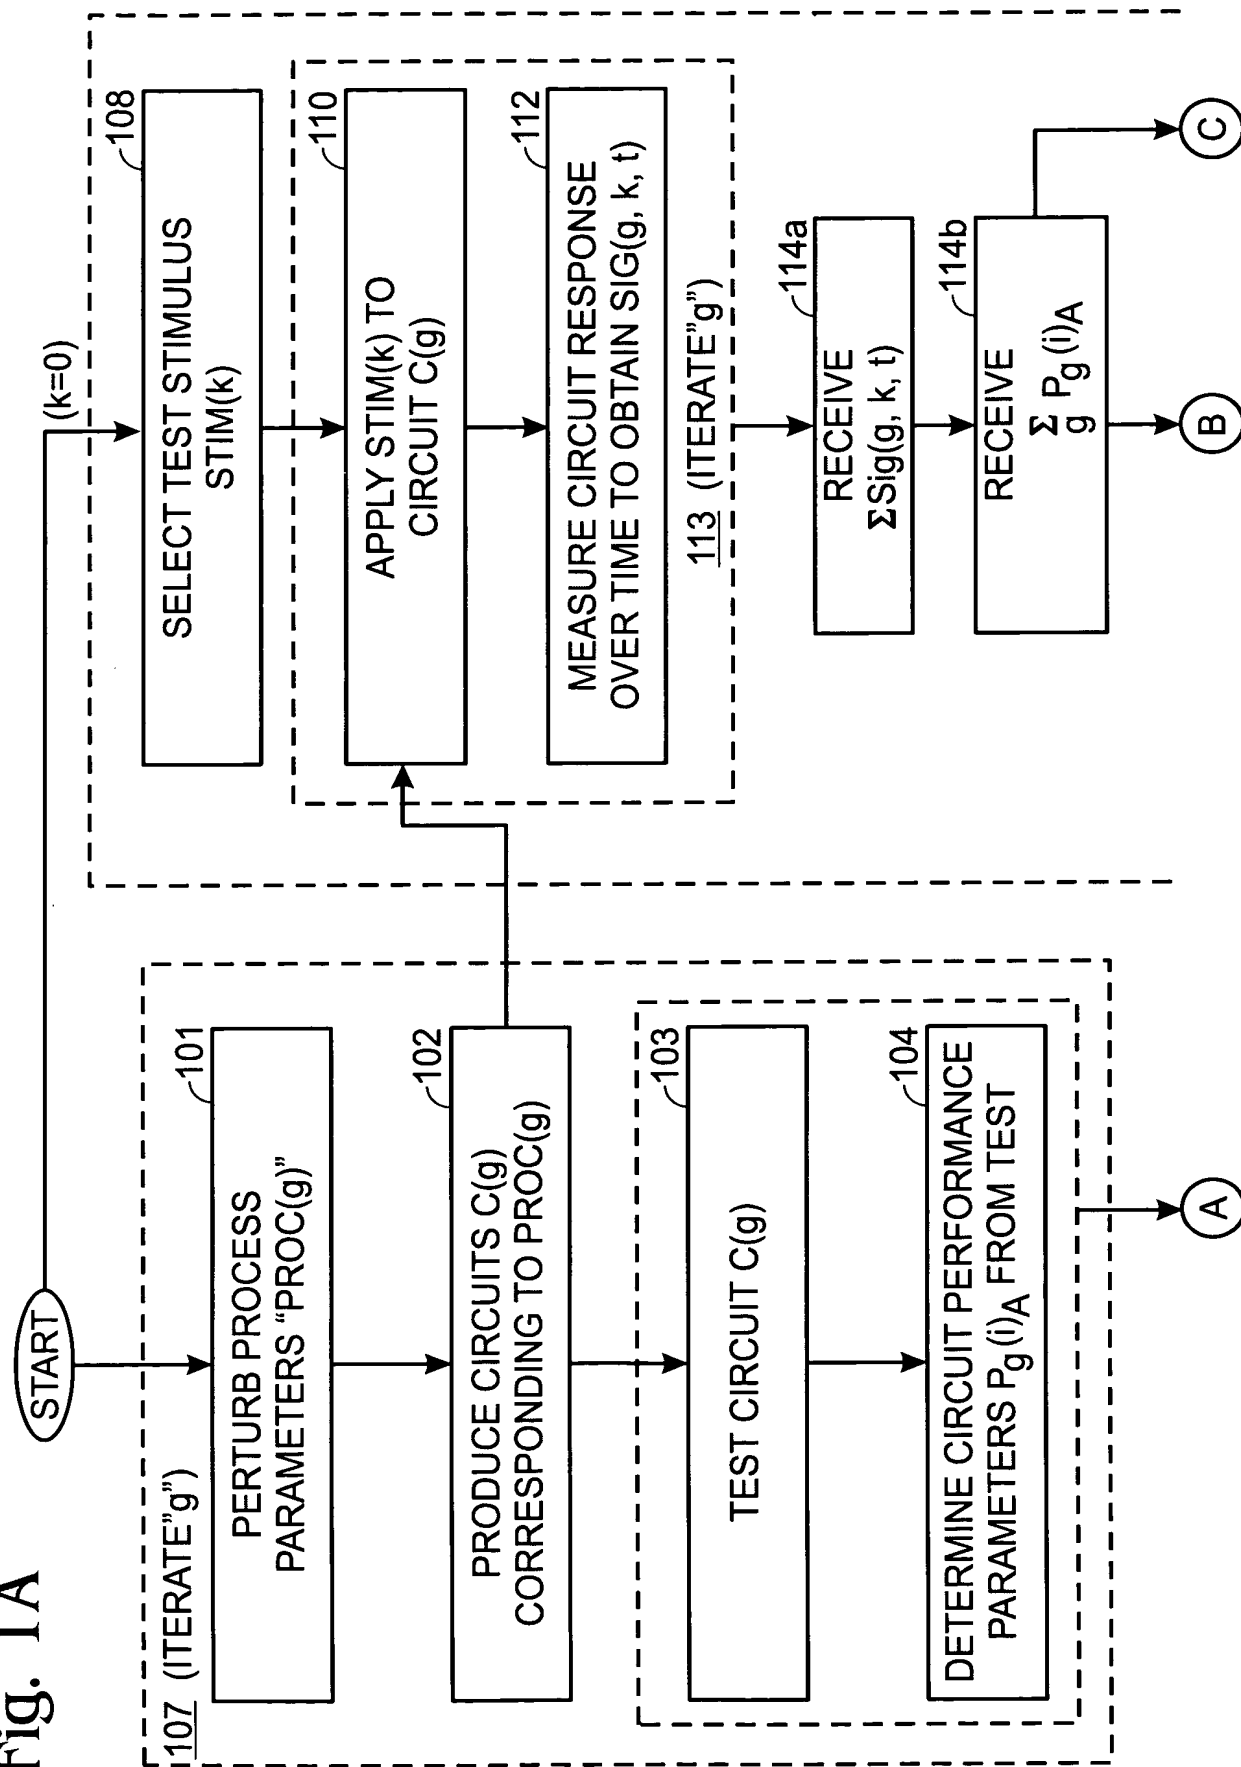 Fig. 1A
START
(k=0)
107 (ITERATE"g")
101
PERTURB PROCESS
PARAMETERS “PROC(g)”
102
PRODUCE CIRCUITS C(g)
CORRESPONDING TO PROC(g)
103
TEST CIRCUIT C(g)
104
DETERMINE CIRCUIT PERFORMANCE
PARAMETERS Pg(i)A FROM TEST
A
108
SELECT TEST STIMULUS
STIM(k)
110
APPLY STIM(k) TO
CIRCUIT C(g)
112
MEASURE CIRCUIT RESPONSE
OVER TIME TO OBTAIN SIG(g, k, t)
113 (ITERATE"g")
114a
RECEIVE
ΣSig(g, k, t)
114b
RECEIVE
Σ Pg(i)A
g
B
C